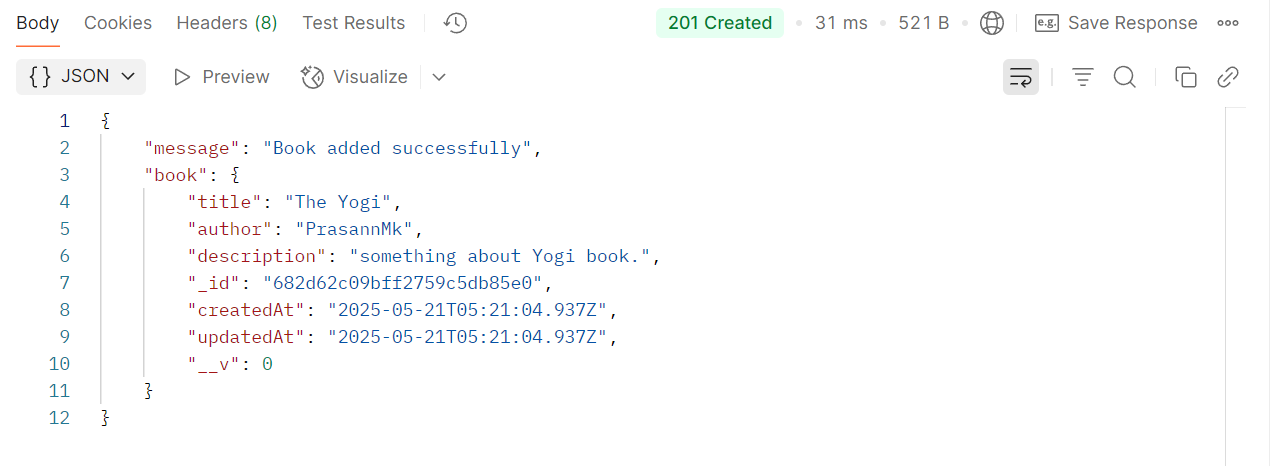 Body Cookies Headers (8) Test Results 201 Created 31 ms 521 B e.g. Save Response
{} JSON Preview Visualize
1 {
2 "message": "Book added successfully",
3 "book": {
4 "title": "The Yogi",
5 "author": "PrasannMk",
6 "description": "something about Yogi book.",
7 "_id": "682d62c09bff2759c5db85e0",
8 "createdAt": "2025-05-21T05:21:04.937Z",
9 "updatedAt": "2025-05-21T05:21:04.937Z",
10 "__v": 0
11 }
12 }